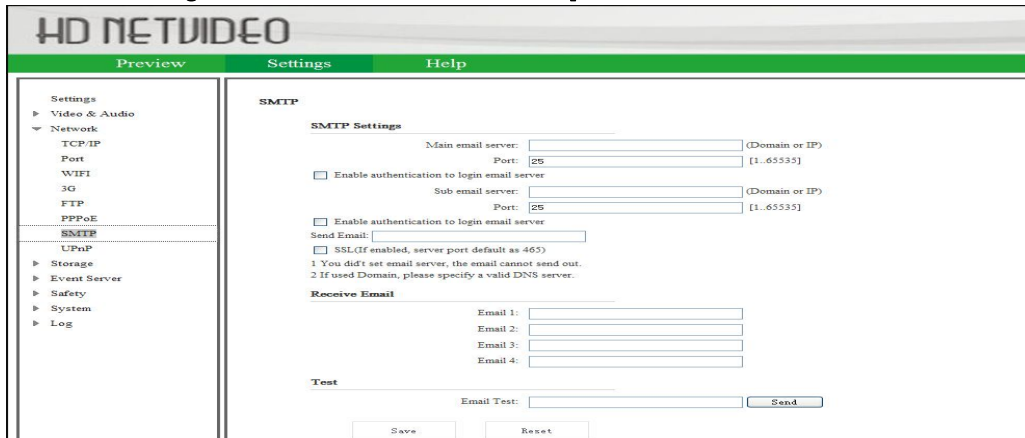 HD NETVIDEO
Preview Settings Help
Settings
Video & Audio
Network
TCP/IP
Port
WIFI
3G
FTP
PPPoE
SMTP
UPnP
Storage
Event Server
Safety
System
Log
SMTP
SMTP Settings
Main email server: (Domain or IP)
Port: 25 [1..65535]
Enable authentication to login email server
Sub email server: (Domain or IP)
Port: 25 [1..65535]
Enable authentication to login email server
Send Email:
SSL(If enabled, server port default as 465)
1 You did't set email server, the email cannot send out.
2 If used Domain, please specify a valid DNS server.
Receive Email
Email 1:
Email 2:
Email 3:
Email 4:
Test
Email Test: Send
Save Reset